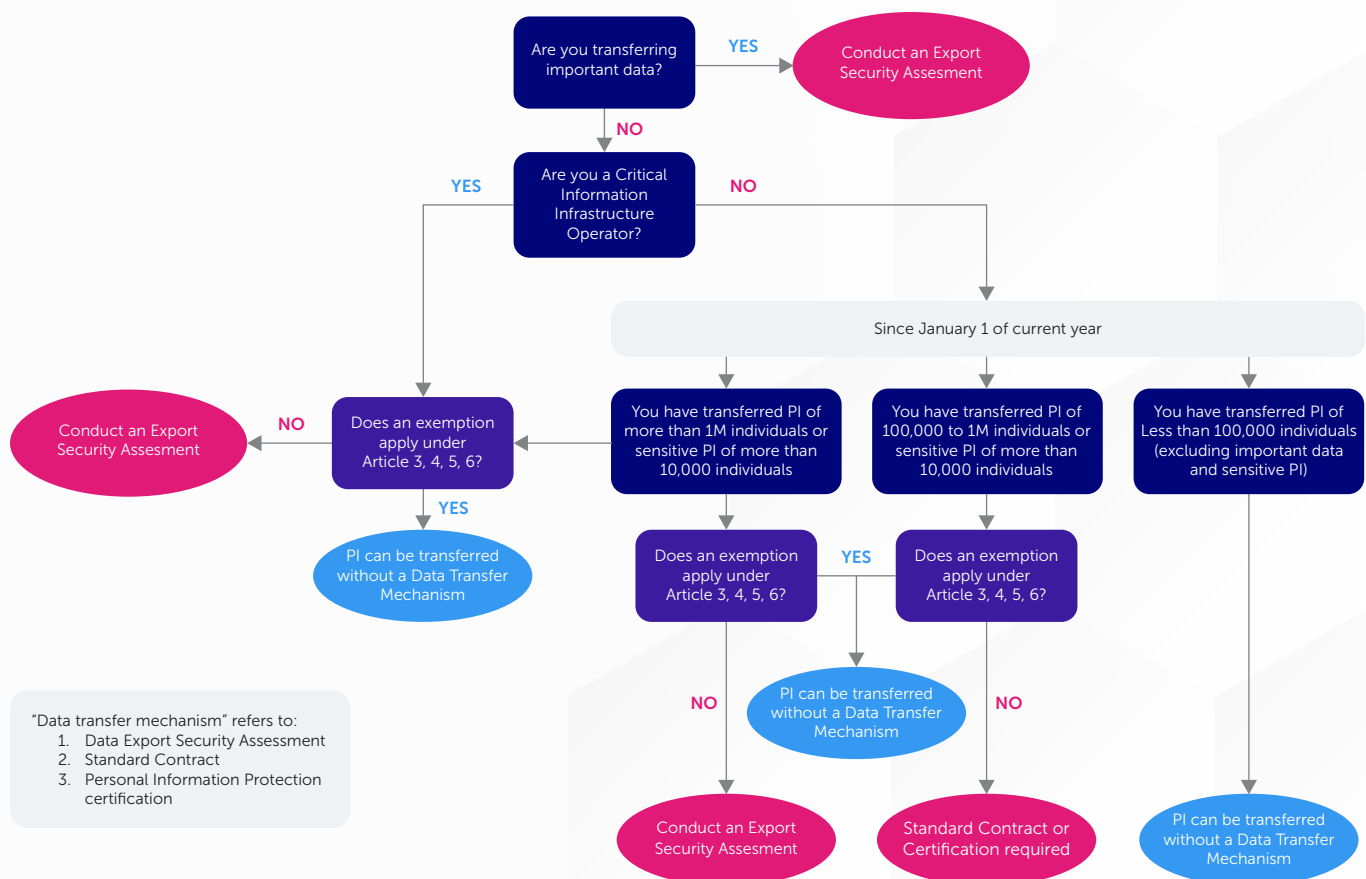 Are you transferring
important data?
YES
Conduct an Export
Security Assesment
NO
Are you a Critical
Information
Infrastructure
Operator?
YES
NO
Since January 1 of current year
Conduct an Export
Security Assesment
NO
Does an exemption
apply under
Article 3, 4, 5, 6?
YES
PI can be transferred
without a Data Transfer
Mechanism
You have transferred PI of
more than 1M individuals or
sensitive PI of more than
10,000 individuals
You have transferred PI of
100,000 to 1M individuals or
sensitive PI of more than
10,000 individuals
You have transferred PI of
Less than 100,000 individuals
(excluding important data
and sensitive PI)
Does an exemption
apply under
Article 3, 4, 5, 6?
YES
Does an exemption
apply under
Article 3, 4, 5, 6?
NO
PI can be transferred
without a Data Transfer
Mechanism
NO
"Data transfer mechanism" refers to:
1. Data Export Security Assessment
2. Standard Contract
3. Personal Information Protection
certification
Conduct an Export
Security Assesment
Standard Contract or
Certification required
PI can be transferred
without a Data Transfer
Mechanism